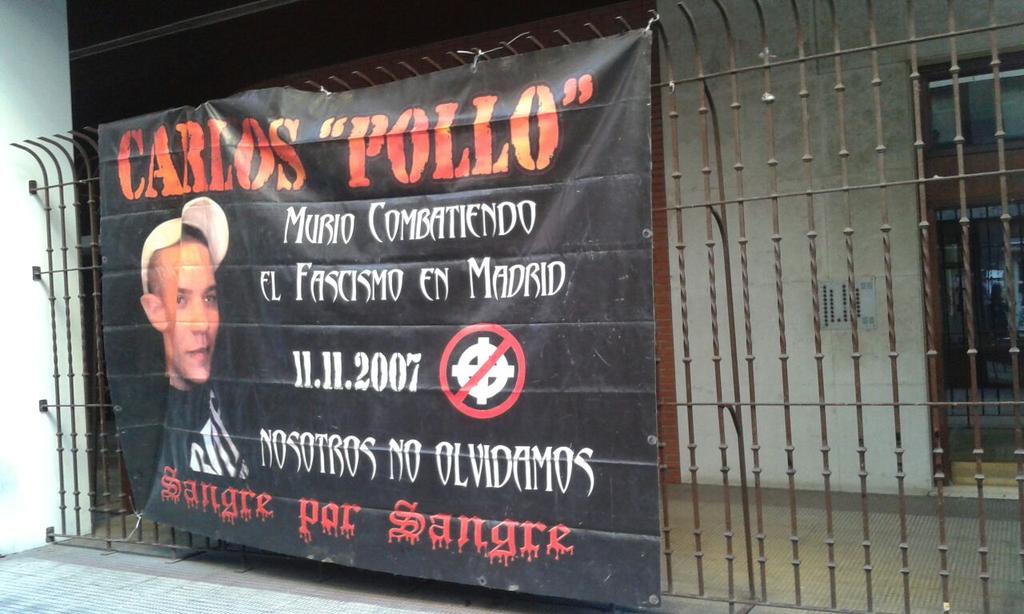 CARLOS "POLLO"
MURIO COMBATIENDO
EL FASCISMO EN MADRID
11.11.2007
NOSOTROS NO OLVIDAMOS
Sangre por Sangre